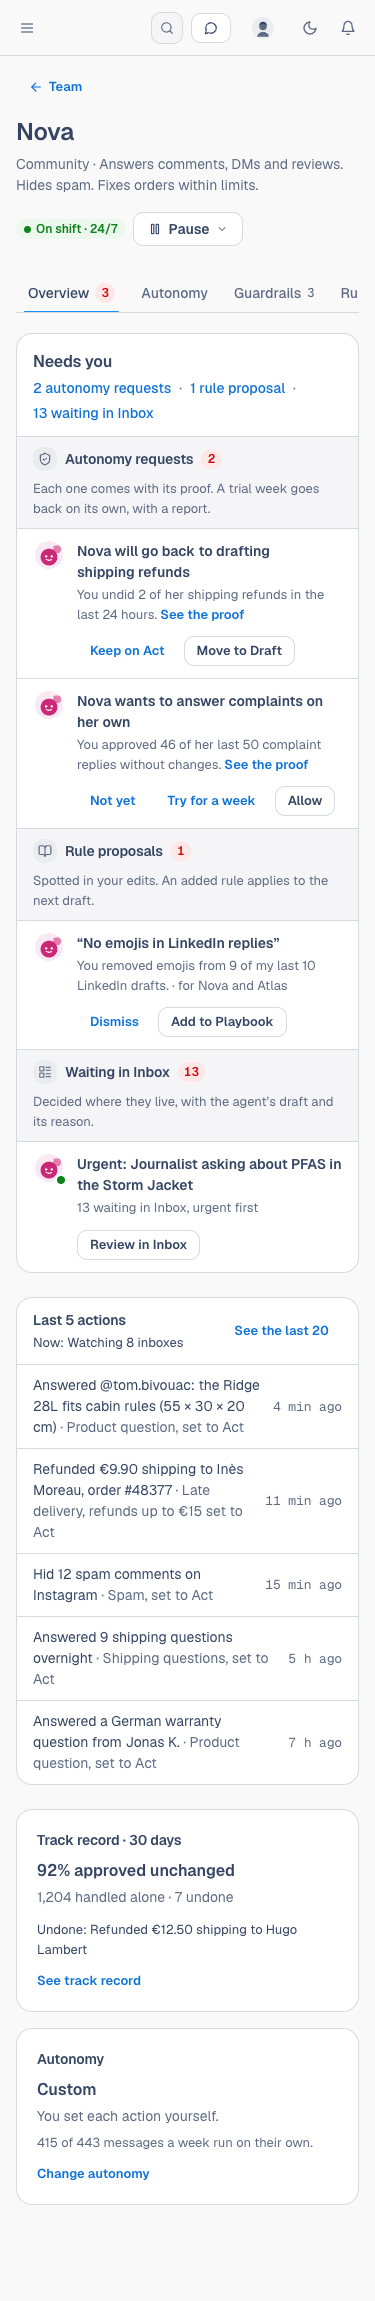 Team
Nova
Community · Answers comments, DMs and reviews.
Hides spam. Fixes orders within limits.
On shift · 24/7
Pause
Overview 3
Autonomy
Guardrails 3
Ru
Needs you
2 autonomy requests · 1 rule proposal ·
13 waiting in Inbox
Autonomy requests 2
Each one comes with its proof. A trial week goes
back on its own, with a report.
Nova will go back to drafting
shipping refunds
You undid 2 of her shipping refunds in the
last 24 hours. See the proof
Keep on Act
Move to Draft
Nova wants to answer complaints on
her own
You approved 46 of her last 50 complaint
replies without changes. See the proof
Not yet
Try for a week
Allow
Rule proposals 1
Spotted in your edits. An added rule applies to the
next draft.
“No emojis in LinkedIn replies”
You removed emojis from 9 of my last 10
LinkedIn drafts. · for Nova and Atlas
Dismiss
Add to Playbook
Waiting in Inbox 13
Decided where they live, with the agent’s draft and
its reason.
Urgent: Journalist asking about PFAS in
the Storm Jacket
13 waiting in Inbox, urgent first
Review in Inbox
Last 5 actions
Now: Watching 8 inboxes
See the last 20
Answered @tom.bivouac: the Ridge
28L fits cabin rules (55 × 30 × 20
cm) · Product question, set to Act
4 min ago
Refunded €9.90 shipping to Inès
Moreau, order #48377 · Late
delivery, refunds up to €15 set to
Act
11 min ago
Hid 12 spam comments on
Instagram · Spam, set to Act
15 min ago
Answered 9 shipping questions
overnight · Shipping questions, set to
Act
5 h ago
Answered a German warranty
question from Jonas K. · Product
question, set to Act
7 h ago
Track record · 30 days
92% approved unchanged
1,204 handled alone · 7 undone
Undone: Refunded €12.50 shipping to Hugo
Lambert
See track record
Autonomy
Custom
You set each action yourself.
415 of 443 messages a week run on their own.
Change autonomy